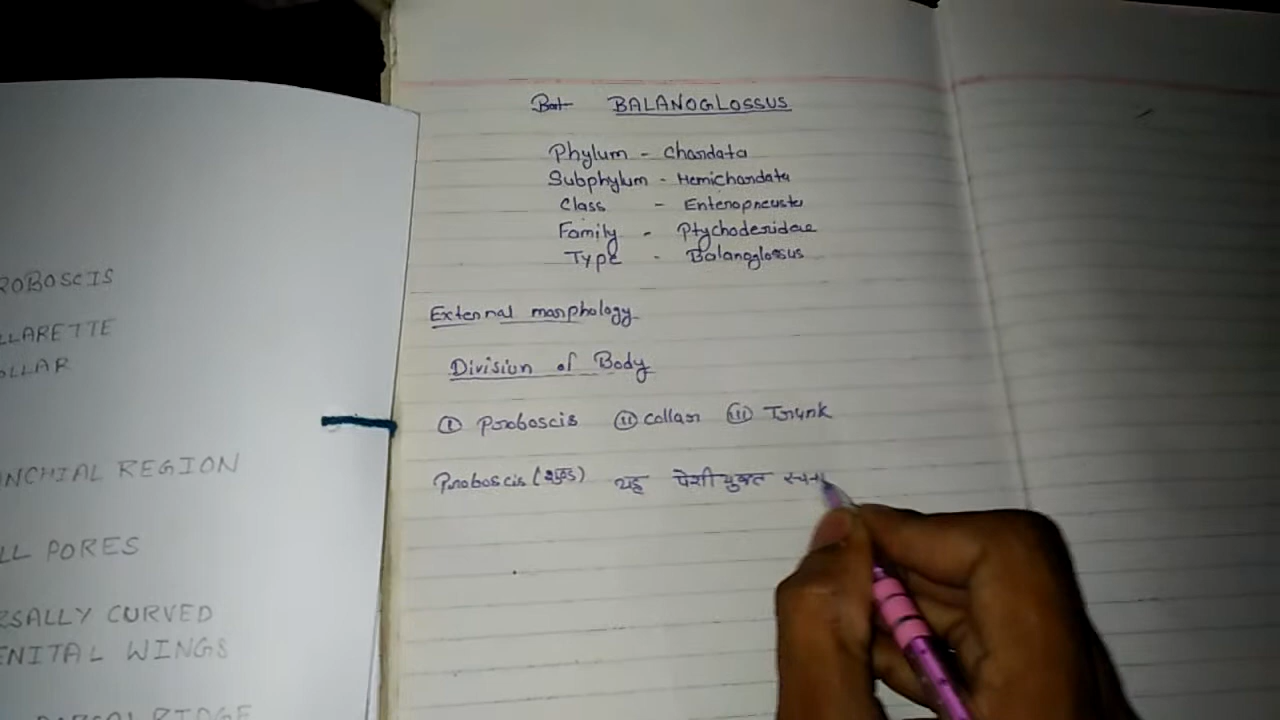 ROBOSCIS
LLARETTE
OLLAR
NCHIAL REGION
LL PORES
RSALLY CURVED
ENITAL WINGS
BALANOGLOSSUS
Phylum - Chordata
Subphylum - Hemichordata
Class - Enteropneusta
Family - Ptychoderidae
Type - Balanoglossus
External morphology
Division of Body
(i) Proboscis (ii) Collar (iii) Trunk
Proboscis (शुण्ड) यह पेशीयुक्त